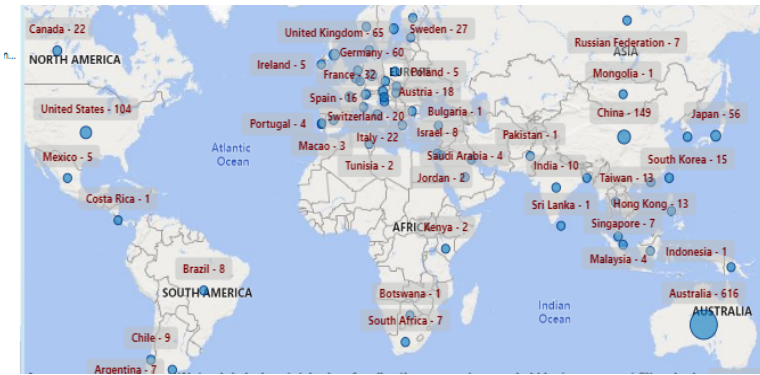 Canada - 22
United Kingdom - 65
Sweden - 27
Russian Federation - 7
ASIA
NORTH AMERICA
Ireland - 5
Germany - 60
France - 32
Poland - 5
Mongolia - 1
United States - 104
Spain - 16
Austria - 18
China - 149
Japan - 56
Portugal - 4
Switzerland - 20
Bulgaria - 1
Atlantic
Ocean
Macao - 3
Italy - 22
Israel - 8
Pakistan - 1
Mexico - 5
Tunisia - 2
Saudi Arabia - 4
India - 10
South Korea - 15
Jordan - 2
Taiwan - 13
Costa Rica - 1
Sri Lanka - 1
Hong Kong - 13
Kenya - 2
Singapore - 7
Malaysia - 4
Indonesia - 1
Brazil - 8
SOUTH AMERICA
Botswana - 1
Indian
Ocean
Australia - 616
AUSTRALIA
South Africa - 7
Chile - 9
Argentina - 7